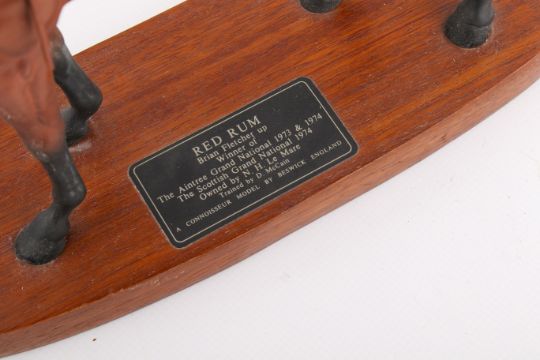 RED RUM
Brian Fletcher up
Winner of
The Aintree Grand National 1973 & 1974
The Scottish Grand National 1974
Owned by N. H. Le Mare
Trained by D. McCain
A CONNOISSEUR MODEL BY BESWICK ENGLAND